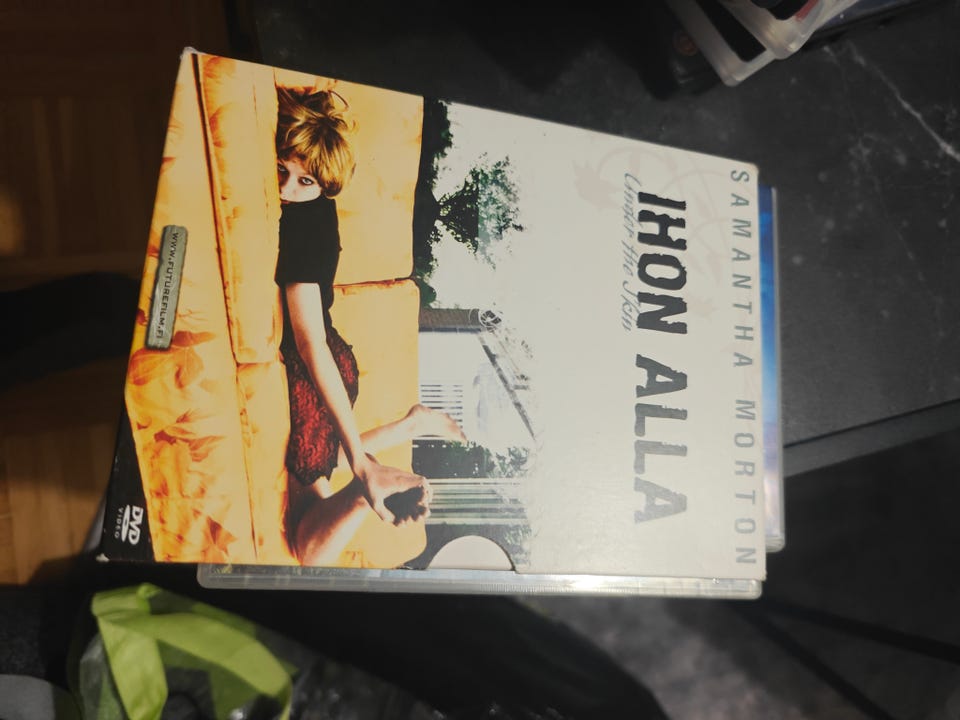 SAMANTHA MORTON
IHON ALLA
Under the Skin
WWW.FUTUREFILM.FI
DVD
VIDEO